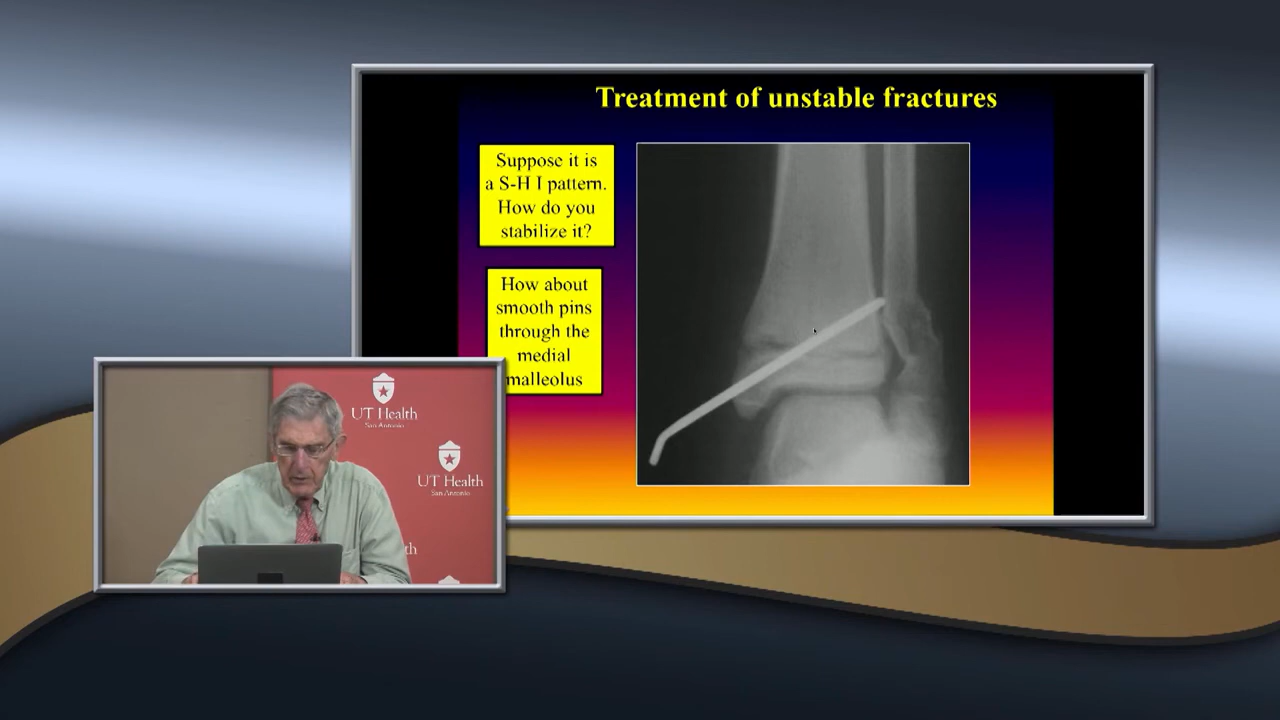 Treatment of unstable fractures
Suppose it is
a S-H I pattern.
How do you
stabilize it?
How about
smooth pins
through the
medial
malleolus
UT Health
San Antonio
UT Health
San Antonio
th